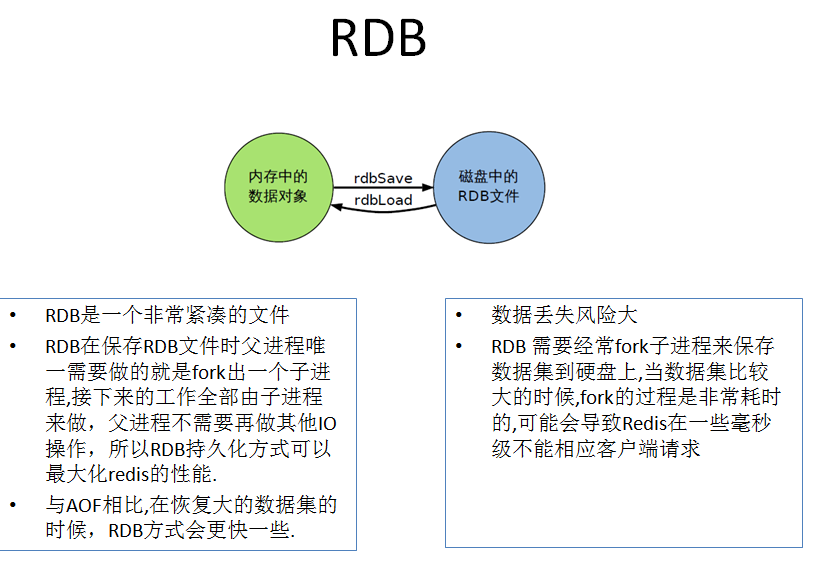 RDB
内存中的
数据对象
rdbSave
rdbLoad
磁盘中的
RDB文件
• RDB是一个非常紧凑的文件
• RDB在保存RDB文件时父进程唯
一需要做的就是fork出一个子进
程,接下来的工作全部由子进程
来做，父进程不需要再做其他IO
操作，所以RDB持久化方式可以
最大化redis的性能.
• 与AOF相比,在恢复大的数据集的
时候，RDB方式会更快一些.
• 数据丢失风险大
• RDB 需要经常fork子进程来保存
数据集到硬盘上,当数据集比较
大的时候,fork的过程是非常耗时
的,可能会导致Redis在一些毫秒
级不能相应客户端请求